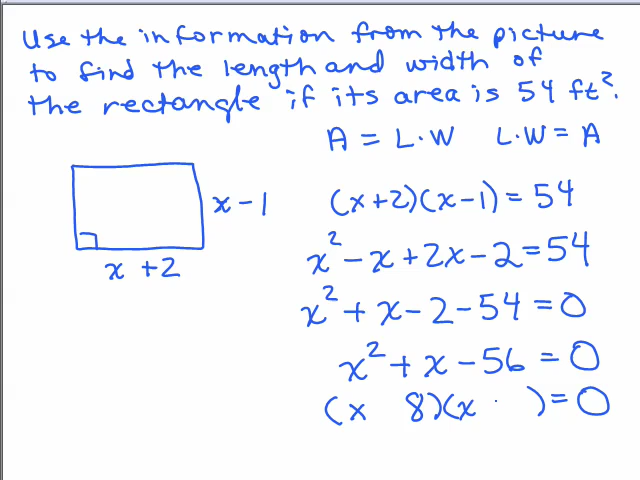 Use the information from the picture
to find the length and width of
the rectangle if its area is 54 ft².
A = L·W   L·W = A
x - 1
(x+2)(x-1) = 54
x² - x + 2x - 2 = 54
x + 2
x² + x - 2 - 54 = 0
x² + x - 56 = 0
(x   8)(x   ) = 0